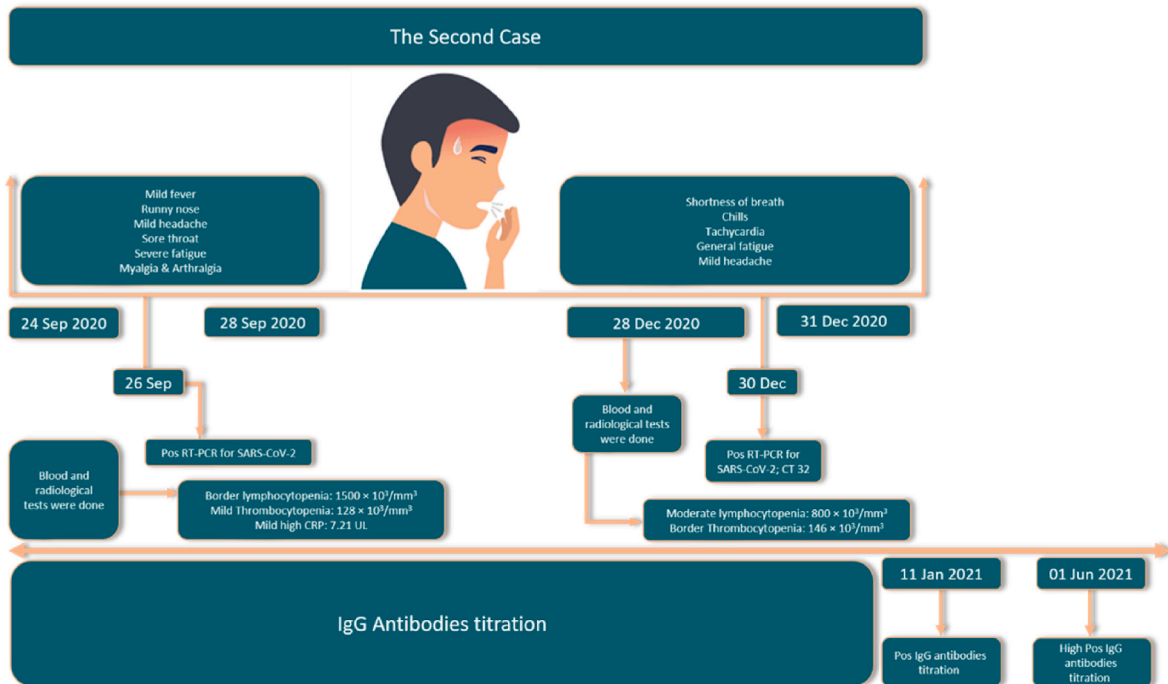 The Second Case
Mild fever
Runny nose
Mild headache
Sore throat
Severe fatigue
Myalgia & Arthralgia
Shortness of breath
Chills
Tachycardia
General fatigue
Mild headache
24 Sep 2020
28 Sep 2020
28 Dec 2020
31 Dec 2020
26 Sep
30 Dec
Pos RT-PCR for SARS-CoV-2
Blood and
radiological tests
were done
Pos RT-PCR for
SARS-CoV-2; CT 32
Blood and
radiological
tests were done
Border lymphocytopenia: 1500 × 10³/mm³
Mild Thrombocytopenia: 128 × 10³/mm³
Mild high CRP: 7.21 UL
Moderate lymphocytopenia: 800 × 10³/mm³
Border Thrombocytopenia: 146 × 10³/mm³
IgG Antibodies titration
11 Jan 2021
01 Jun 2021
Pos IgG antibodies
titration
High Pos IgG
antibodies
titration